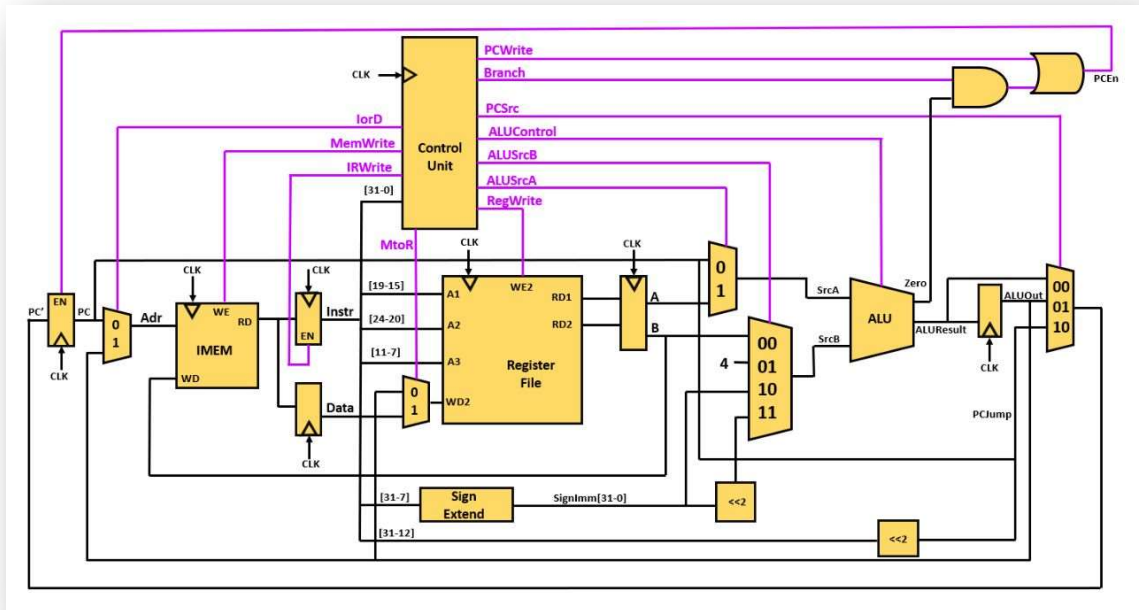 PCWrite
Branch
PCEn
CLK
PCSrc
IorD
ALUControl
MemWrite
Control
Unit
ALUSrcB
IRWrite
ALUSrcA
[31-0]
RegWrite
MtoR
CLK
CLK
CLK
CLK
EN
PC'
PC
0
1
Adr
CLK
WE
RD
IMEM
WD
Instr
EN
Data
CLK
[19-15]
A1
[24-20]
A2
[11-7]
A3
WE2
RD1
RD2
Register
File
0
1
WD2
A
B
0
1
SrcA
00
4
01
10
11
SrcB
ALU
Zero
ALUResult
ALUOut
CLK
00
01
10
PCJump
[31-7]
Sign
Extend
SignImm[31-0]
<<2
[31-12]
<<2